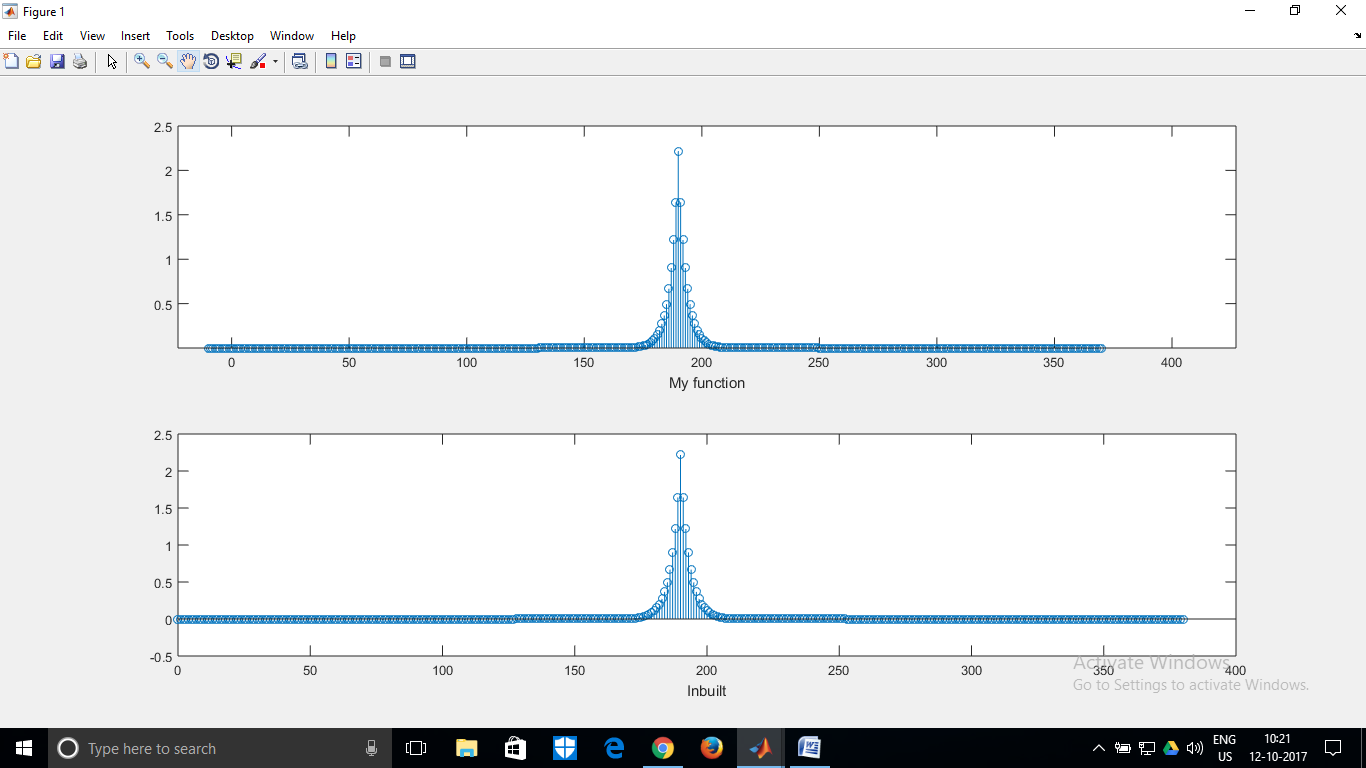 Figure 1
File Edit View Insert Tools Desktop Window Help
2.5
2
1.5
1
0.5
0 50 100 150 200 250 300 350 400
My function
2.5
2
1.5
1
0.5
0
-0.5
0 50 100 150 200 250 300 350 400
Inbuilt
Activate Windows
Go to Settings to activate Windows.
Type here to search
ENG
US
10:21
12-10-2017